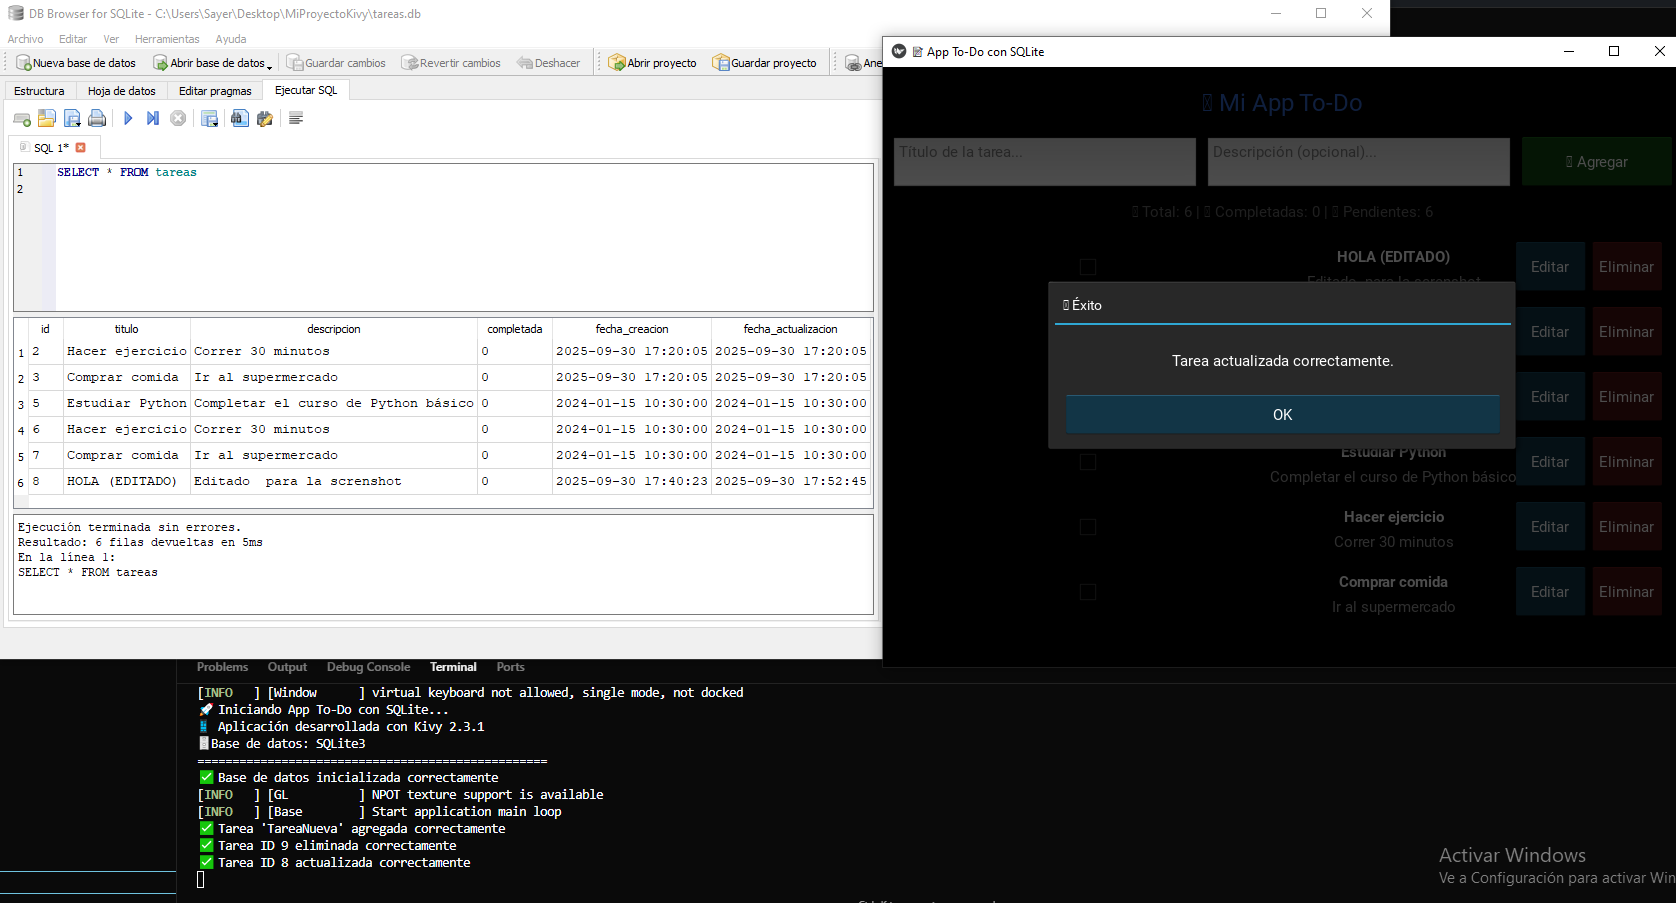 DB Browser for SQLite - C:\Users\Sayer\Desktop\MiProyectoKivy\tareas.db
Archivo Editar Ver Herramientas Ayuda
Nueva base de datos Abrir base de datos Guardar cambios Revertir cambios Deshacer Abrir proyecto Guardar proyecto Ane
Estructura Hoja de datos Editar pragmas Ejecutar SQL
SQL 1*
1 SELECT * FROM tareas
2
id titulo descripcion completada fecha_creacion fecha_actualizacion
1 2 Hacer ejercicio Correr 30 minutos 0 2025-09-30 17:20:05 2025-09-30 17:20:05
2 3 Comprar comida Ir al supermercado 0 2025-09-30 17:20:05 2025-09-30 17:20:05
3 5 Estudiar Python Completar el curso de Python básico 0 2024-01-15 10:30:00 2024-01-15 10:30:00
4 6 Hacer ejercicio Correr 30 minutos 0 2024-01-15 10:30:00 2024-01-15 10:30:00
5 7 Comprar comida Ir al supermercado 0 2024-01-15 10:30:00 2024-01-15 10:30:00
6 8 HOLA (EDITADO) Editado  para la screnshot 0 2025-09-30 17:40:23 2025-09-30 17:52:45
Ejecución terminada sin errores.
Resultado: 6 filas devueltas en 5ms
En la línea 1:
SELECT * FROM tareas
App To-Do con SQLite
Mi App To-Do
Título de la tarea... Descripción (opcional)... Agregar
Total: 6 | Completadas: 0 | Pendientes: 6
HOLA (EDITADO) Editar Eliminar
Editado  para la screnshot
Éxito
Tarea actualizada correctamente.
OK
Editar Eliminar
Editar Eliminar
Estudiar Python Editar Eliminar
Completar el curso de Python básico
Hacer ejercicio Editar Eliminar
Correr 30 minutos
Comprar comida Editar Eliminar
Ir al supermercado
Problems Output Debug Console Terminal Ports
[INFO   ] [Window      ] virtual keyboard not allowed, single mode, not docked
🚀 Iniciando App To-Do con SQLite...
📱 Aplicación desarrollada con Kivy 2.3.1
Base de datos: SQLite3
==================================================
✅ Base de datos inicializada correctamente
[INFO   ] [GL          ] NPOT texture support is available
[INFO   ] [Base        ] Start application main loop
✅ Tarea 'TareaNueva' agregada correctamente
✅ Tarea ID 9 eliminada correctamente
✅ Tarea ID 8 actualizada correctamente
Activar Windows
Ve a Configuración para activar Win